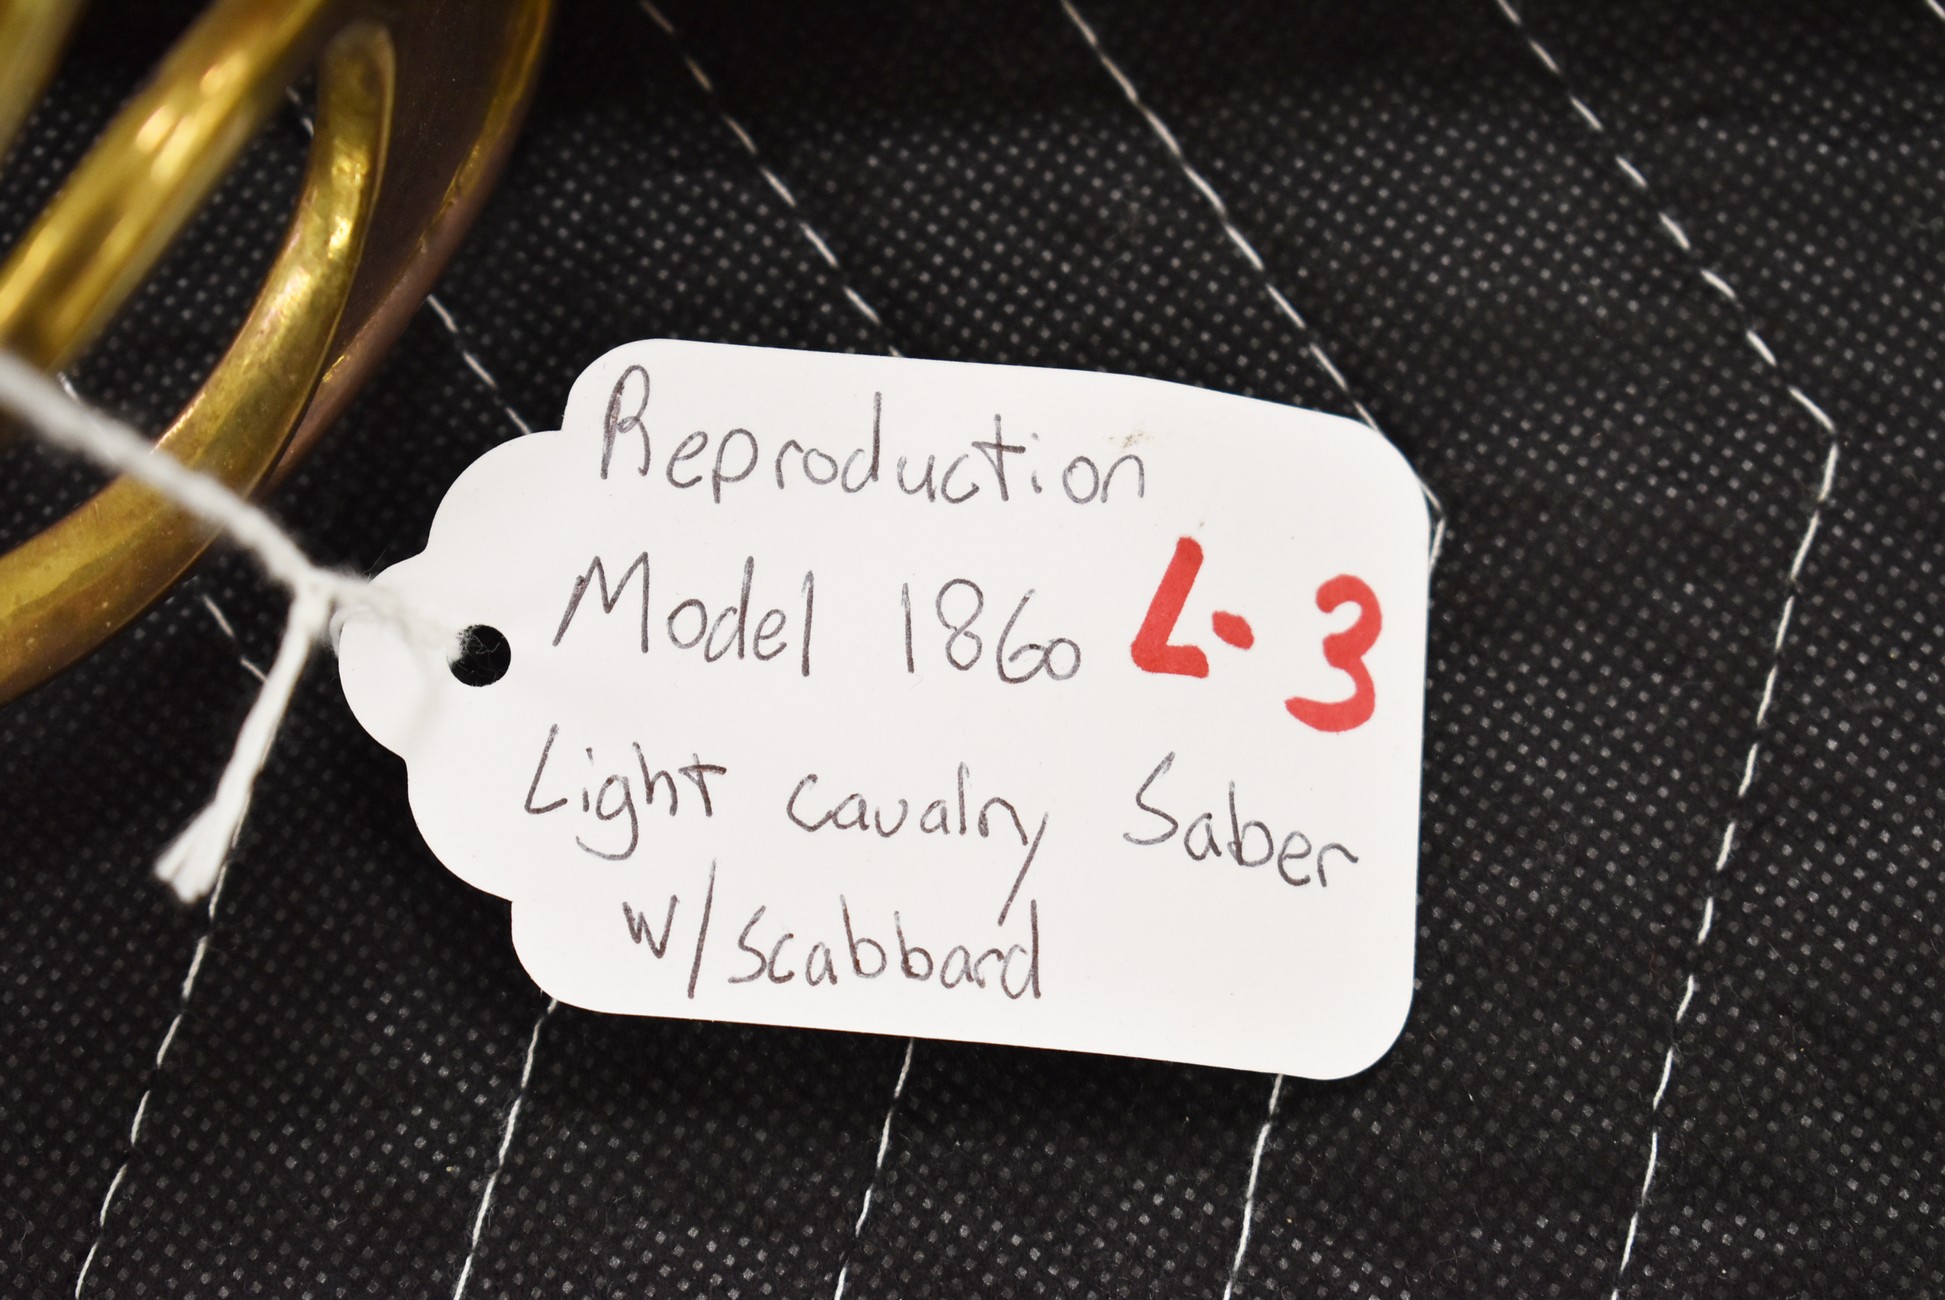 Reproduction
Model 1860 L-3
Light cavalry Saber
w/scabbard